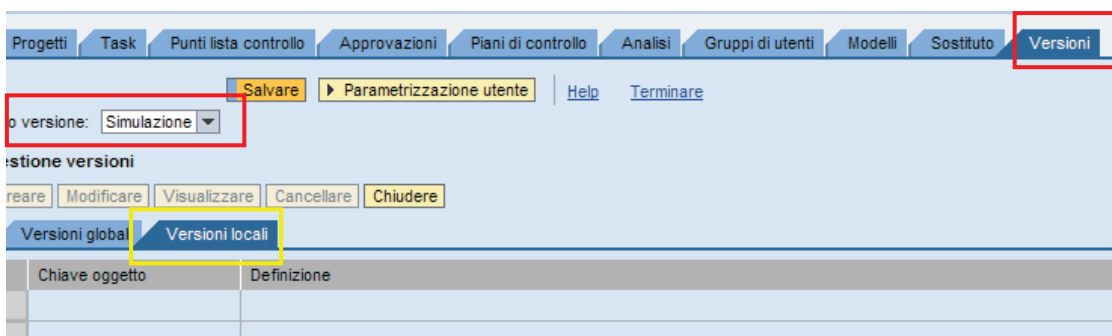 Progetti Task Punti lista controllo Approvazioni Piani di controllo Analisi Gruppi di utenti Modelli Sostituto Versioni
Salvare Parametrizzazione utente Help Terminare
o versione: Simulazione
estione versioni
reare Modificare Visualizzare Cancellare Chiudere
Versioni global Versioni locali
Chiave oggetto Definizione